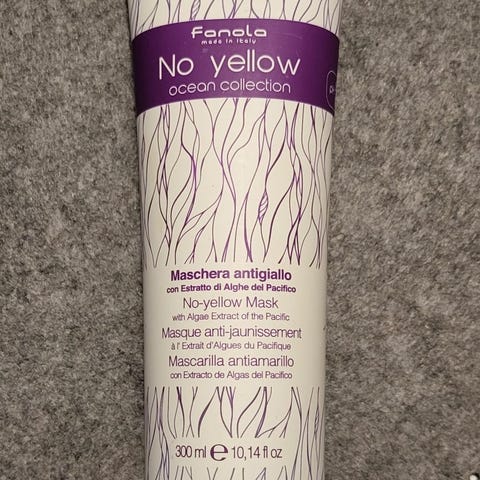 fanola
made in Italy
No yellow
ocean collection
Maschera antigiallo
con Estratto di Alghe del Pacifico
No-yellow Mask
with Algae Extract of the Pacific
Masque anti-jaunissement
à l' Extrait d'Algues du Pacifique
Mascarilla antiamarillo
con Extracto de Algas del Pacífico
300 ml e 10,14 fl oz